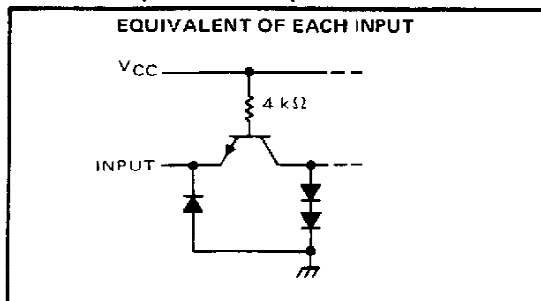 EQUIVALENT OF EACH INPUT
VCC
4 kΩ
INPUT